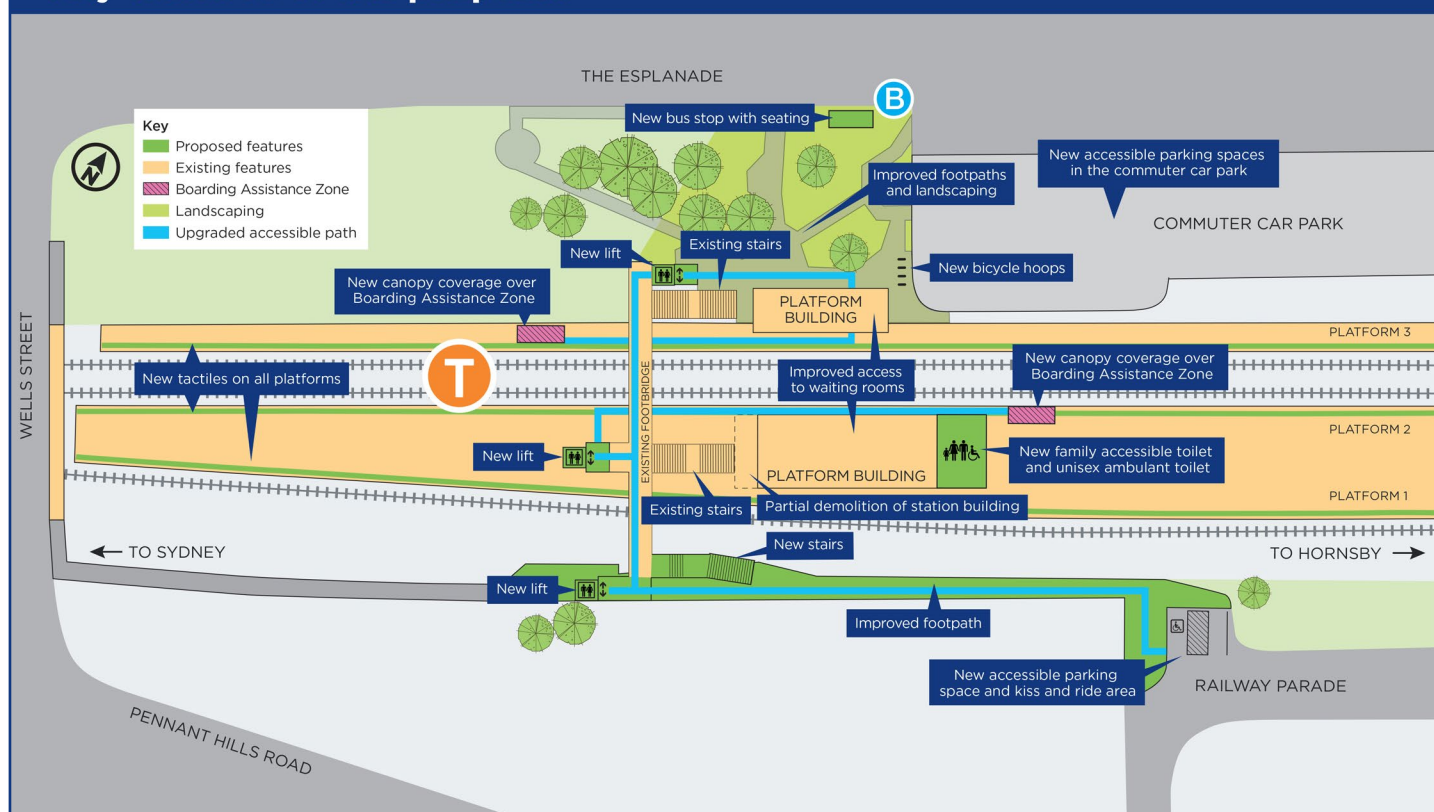 THE ESPLANADE
B
New bus stop with seating
Key
Proposed features
Existing features
Boarding Assistance Zone
Landscaping
Upgraded accessible path
N
New accessible parking spaces
in the commuter car park
Improved footpaths
and landscaping
COMMUTER CAR PARK
New lift
Existing stairs
New bicycle hoops
New canopy coverage over
Boarding Assistance Zone
PLATFORM
BUILDING
WELLS STREET
PLATFORM 3
T
New tactiles on all platforms
EXISTING FOOTBRIDGE
Improved access
to waiting rooms
New canopy coverage over
Boarding Assistance Zone
PLATFORM 2
New lift
PLATFORM BUILDING
New family accessible toilet
and unisex ambulant toilet
PLATFORM 1
Existing stairs
Partial demolition of station building
TO SYDNEY
New stairs
TO HORNSBY
New lift
Improved footpath
New accessible parking
space and kiss and ride area
RAILWAY PARADE
PENNANT HILLS ROAD